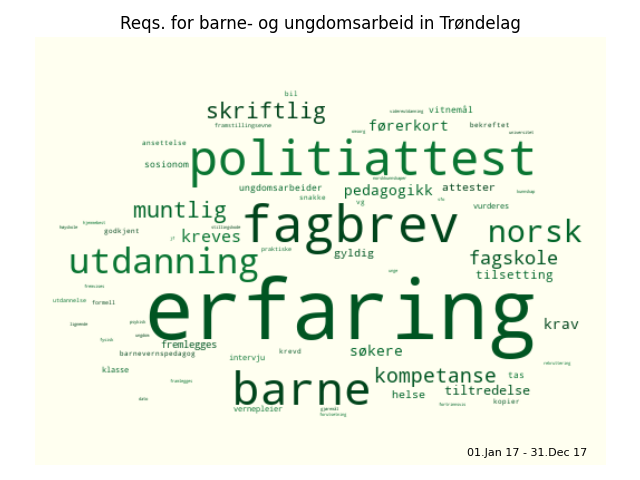 Reqs. for barne- og ungdomsarbeid in Trøndelag
bil
skriftlig
vitnemål
framstillingsevne
førerkort
bekreftet
ansettelse
politiattest
sosionom
ungdomsarbeider
pedagogikk
attester
snakke
vg
vurderes
muntlig
fagbrev
godkjent
kreves
norsk
praktiske
gyldig
utdanning
fagskole
tilsetting
utdannelse
formell
erfaring
krav
fremlegges
barnevernspedagog
intervju
krevd
søkere
klasse
barne
kompetanse
tas
helse
tiltredelse
kopier
vernepleier
01.Jan 17 - 31.Dec 17